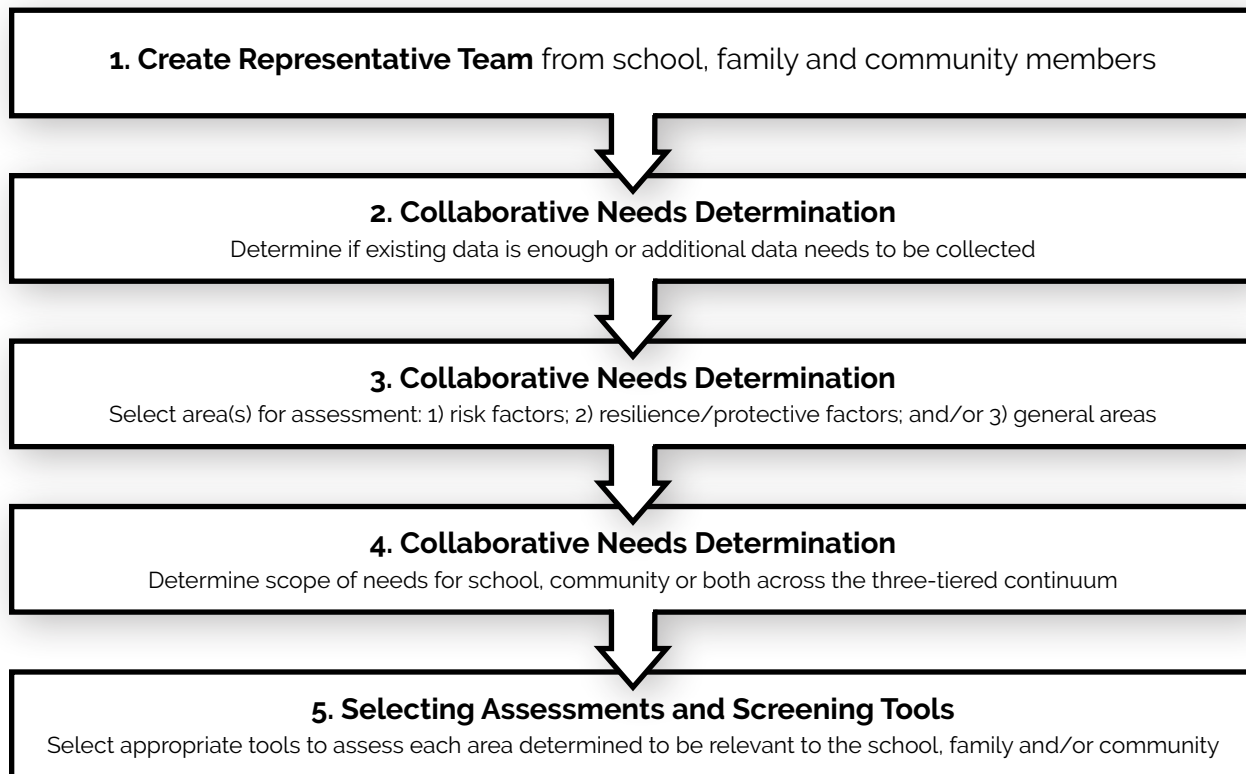 1. Create Representative Team from school, family and community members
2. Collaborative Needs Determination
Determine if existing data is enough or additional data needs to be collected
3. Collaborative Needs Determination
Select area(s) for assessment: 1) risk factors; 2) resilience/protective factors; and/or 3) general areas
4. Collaborative Needs Determination
Determine scope of needs for school, community or both across the three-tiered continuum
5. Selecting Assessments and Screening Tools
Select appropriate tools to assess each area determined to be relevant to the school, family and/or community